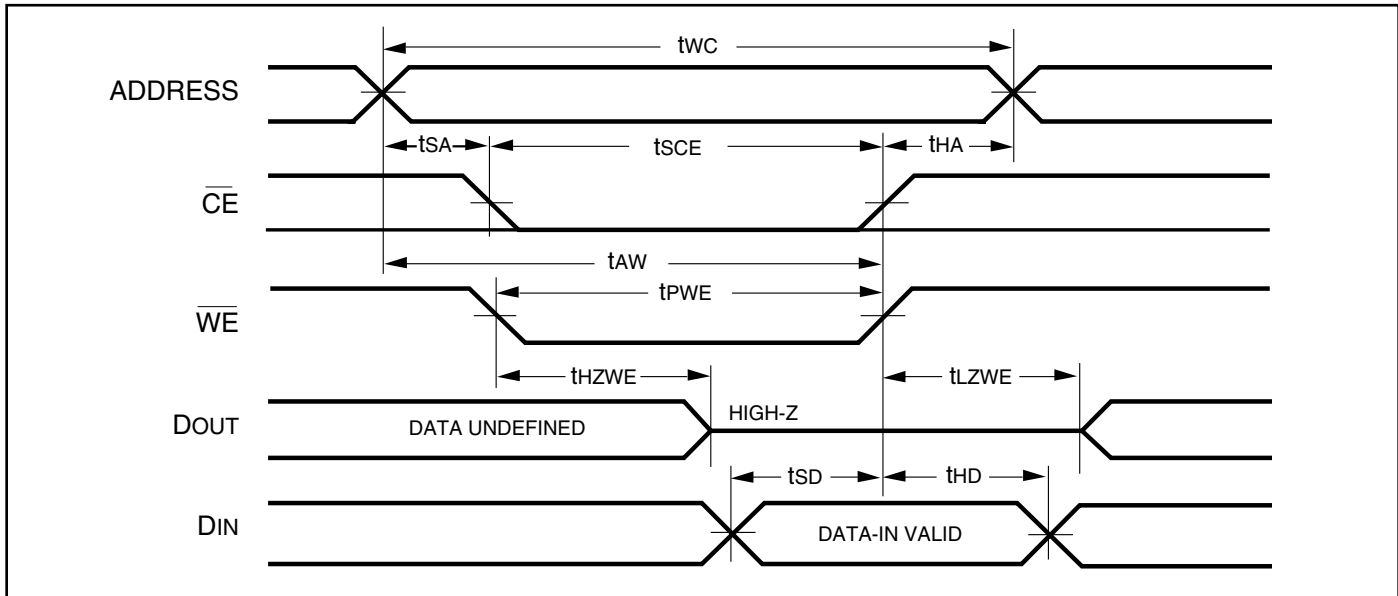 tWC
ADDRESS
tSA
tSCE
tHA
CE
tAW
tPWE
WE
tHZWE
tLZWE
DOUT
DATA UNDEFINED
HIGH-Z
tSD
tHD
DIN
DATA-IN VALID